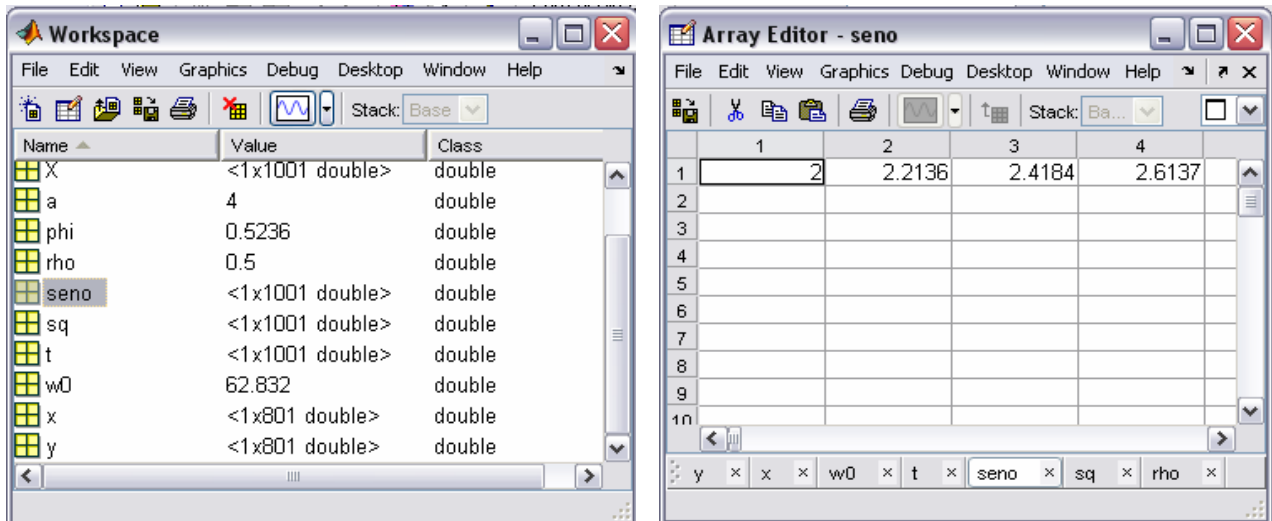 Workspace
File Edit View Graphics Debug Desktop Window Help
Stack: Base
Name Value Class
X <1x1001 double> double
a 4 double
phi 0.5236 double
rho 0.5 double
seno <1x1001 double> double
sq <1x1001 double> double
t <1x1001 double> double
w0 62.832 double
x <1x801 double> double
y <1x801 double> double
Array Editor - seno
File Edit View Graphics Debug Desktop Window Help
Stack: Ba...
1 2 3 4
1 2 2.2136 2.4184 2.6137
2
3
4
5
6
7
8
9
10
y x w0 t seno sq rho